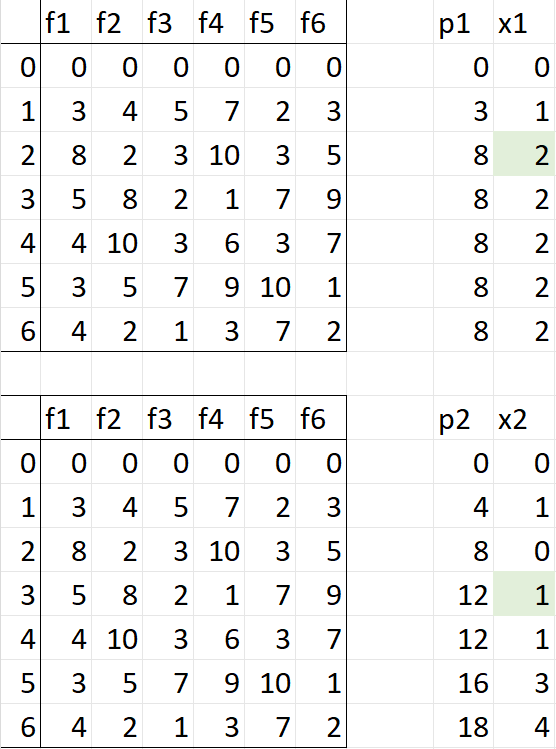 f1 f2 f3 f4 f5 f6 p1 x1
0 0 0 0 0 0 0 0 0
1 3 4 5 7 2 3 3 1
2 8 2 3 10 3 5 8 2
3 5 8 2 1 7 9 8 2
4 4 10 3 6 3 7 8 2
5 3 5 7 9 10 1 8 2
6 4 2 1 3 7 2 8 2
f1 f2 f3 f4 f5 f6 p2 x2
0 0 0 0 0 0 0 0 0
1 3 4 5 7 2 3 4 1
2 8 2 3 10 3 5 8 0
3 5 8 2 1 7 9 12 1
4 4 10 3 6 3 7 12 1
5 3 5 7 9 10 1 16 3
6 4 2 1 3 7 2 18 4